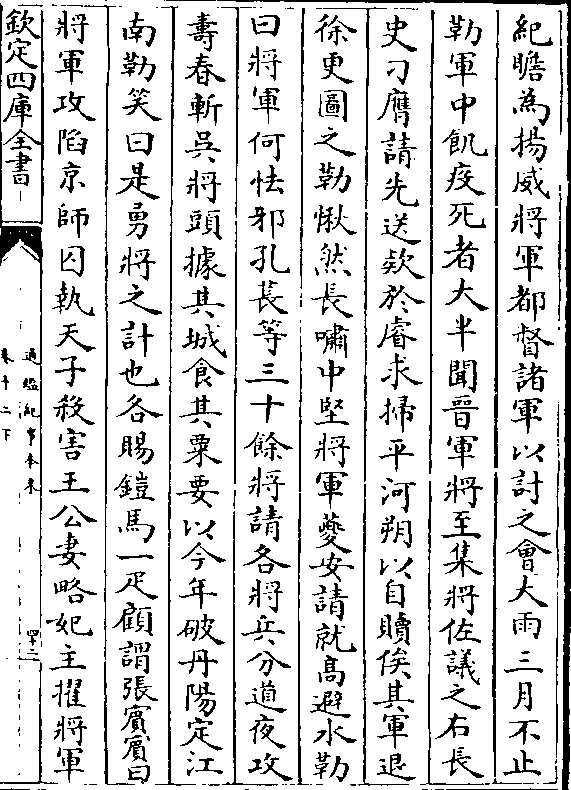 紀瞻為揚威將軍都督諸軍以討之會大雨三月不止
勒軍中飢疫死者大半聞晉軍將至集將佐議之右長
史刁膺請先送欵於睿求掃平河朔以自贖俟其軍退
徐更圖之勒愀然長嘯中堅將軍夔安請就高避水勒
曰將軍何怯邪孔萇等三十餘將請各將兵分道夜攻
壽春斬吳將頭據其城食其粟要以今年破丹陽定江
南勒笑曰是勇將之計也各賜鎧馬一疋顧謂張賓賓曰
將軍攻陷京師囚執天子殺害王公妻略妃主擢將軍
欽定四庫全書
通鑑紀事本末
卷十二下
四十二